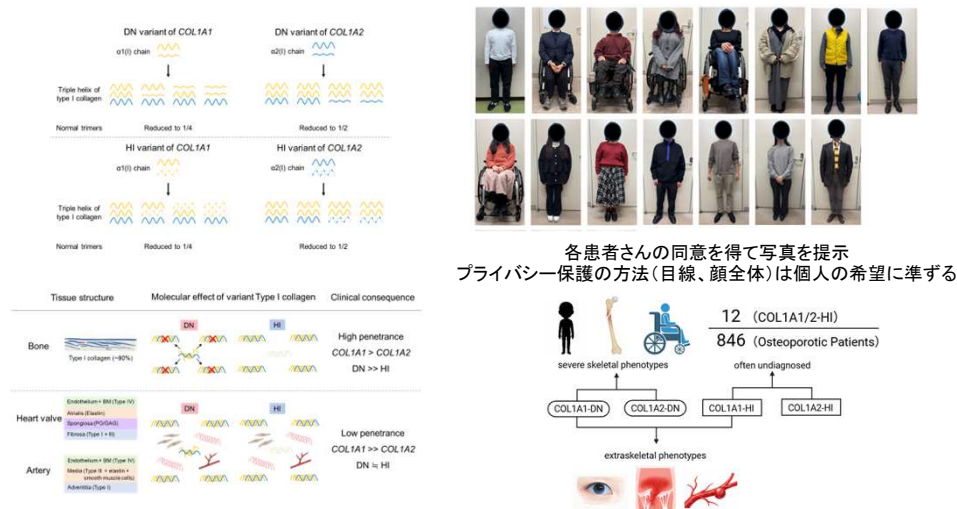 DN variant of COL1A1
DN variant of COL1A2
α1(I) chain
α2(I) chain
Triple helix of
type I collagen
Normal trimers
Reduced to 1/4
Reduced to 1/2
HI variant of COL1A1
HI variant of COL1A2
α1(I) chain
α2(I) chain
Triple helix of
type I collagen
Normal trimers
Reduced to 1/4
Reduced to 1/2
各患者さんの同意を得て写真を提示
プライバシー保護の方法（目線、顔全体）は個人の希望に準ずる
Tissue structure
Molecular effect of variant Type I collagen
Clinical consequence
Bone
Type I collagen (~90%)
DN
HI
High penetrance
COL1A1 > COL1A2
DN >> HI
Heart valve
Endothelium + BM (Type IV)
Atrialis (Elastin)
Spongiosa (PG/GAG)
Fibrosa (Type I + III)
DN
HI
Low penetrance
COL1A1 >> COL1A2
DN ≒ HI
Artery
Endothelium + BM (Type IV)
Media (Type III + elastin +
smooth muscle cells)
Adventitia (Type I)
12 (COL1A1/2-HI)
846 (Osteoporotic Patients)
severe skeletal phenotypes
often undiagnosed
COL1A1-DN
COL1A2-DN
COL1A1-HI
COL1A2-HI
extraskeletal phenotypes